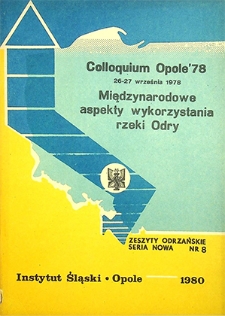 Colloquium Opole'78
26-27 września 1978
Międzynarodowe
aspekty wykorzystania
rzeki Odry
ZESZYTY ODRZAŃSKIE
SERIA NOWA NR 8
Instytut Śląski • Opole 1980